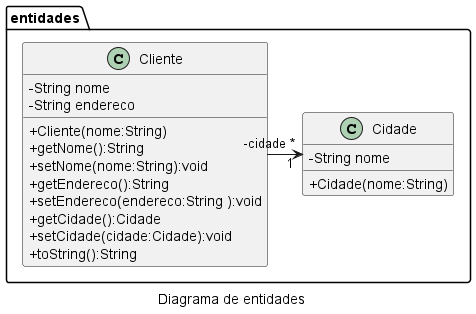 entidades
C Cliente
-String nome
-String endereco
+Cliente(nome:String)
+getNome():String
+setNome(nome:String):void
+getEndereco():String
+setEndereco(endereco:String ):void
+getCidade():Cidade
+setCidade(cidade:Cidade):void
+toString():String
-cidade *
1
C Cidade
-String nome
+Cidade(nome:String)
Diagrama de entidades